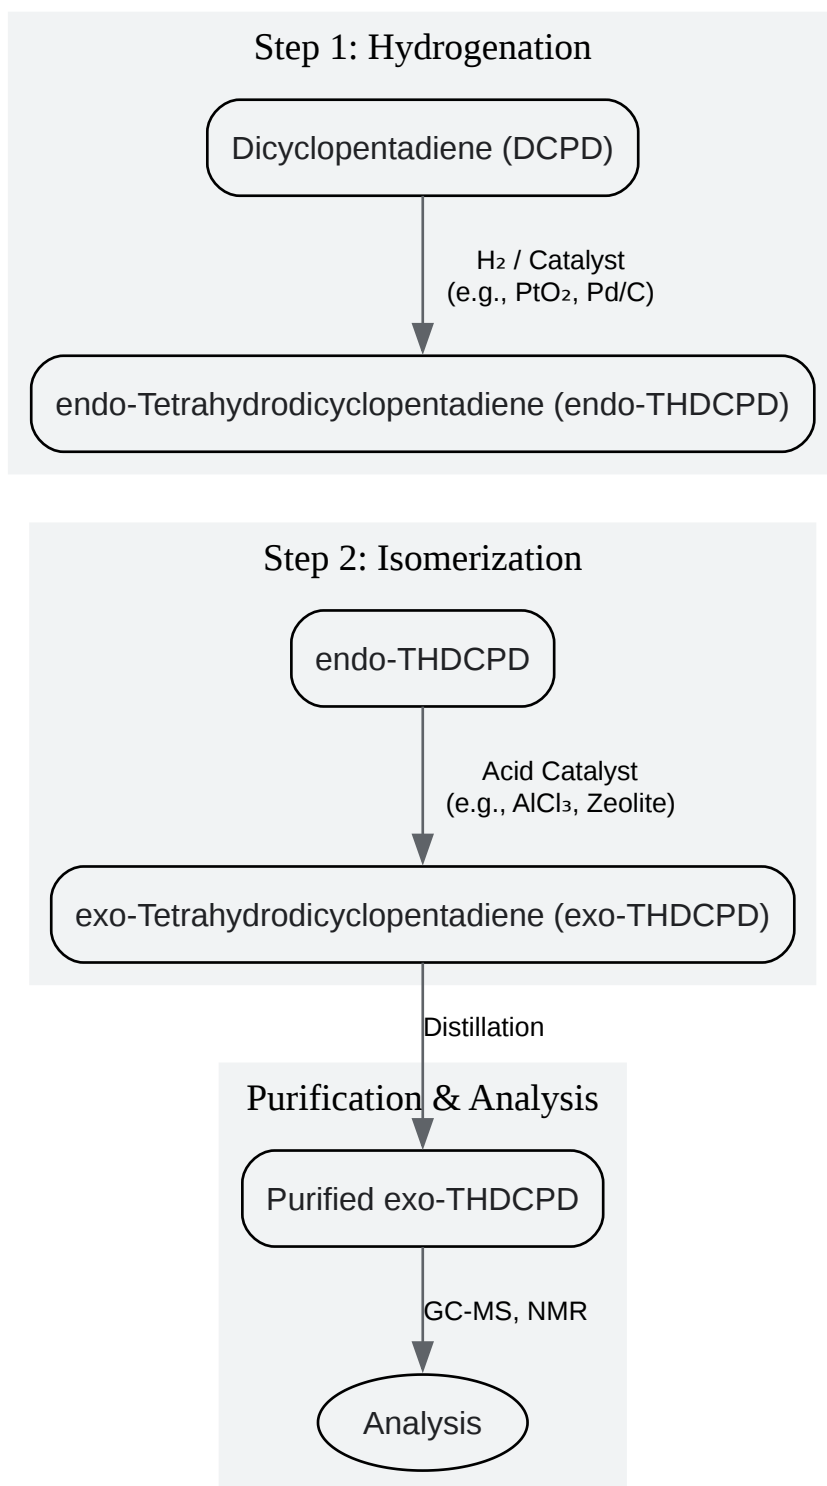 Step 1: Hydrogenation
Dicyclopentadiene (DCPD)
H₂ / Catalyst
(e.g., PtO₂, Pd/C)
endo-Tetrahydrodicyclopentadiene (endo-THDCPD)
Step 2: Isomerization
endo-THDCPD
Acid Catalyst
(e.g., AlCl₃, Zeolite)
exo-Tetrahydrodicyclopentadiene (exo-THDCPD)
Distillation
Purification & Analysis
Purified exo-THDCPD
GC-MS, NMR
Analysis